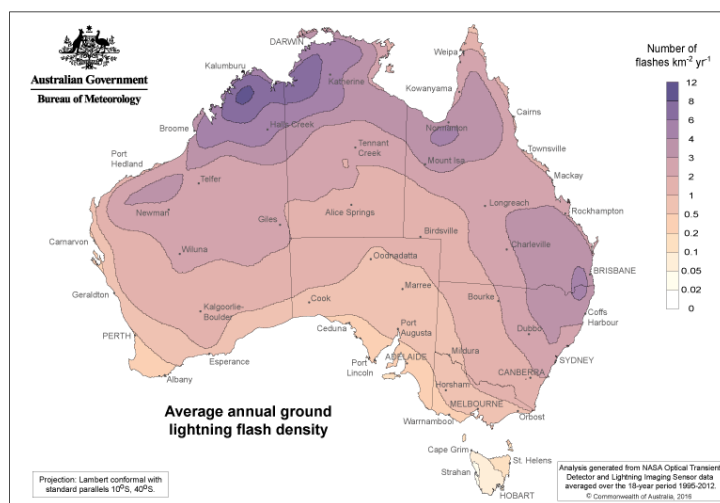 Australian Government
Bureau of Meteorology
Number of
flashes km-2 yr-1
12
8
6
4
3
2
1
0.5
0.2
0.1
0.05
0.02
0
DARWIN
Kalumburu
Katherine
Weipa
Kowanyama
Cairns
Broome
Halls Creek
Normanton
Townsville
Port
Hedland
Tennant
Creek
Mount Isa
Mackay
Telfer
Newman
Giles
Alice Springs
Longreach
Rockhampton
Carnarvon
Wiluna
Birdsville
Charleville
Oodnadatta
BRISBANE
Geraldton
Kalgoorlie-
Boulder
Cook
Marree
Bourke
Coffs
Harbour
PERTH
Esperance
Albany
Ceduna
Port
Augusta
Port
Lincoln
ADELAIDE
Mildura
Dubbo
SYDNEY
CANBERRA
Horsham
MELBOURNE
Warrnambool
Orbost
Cape Grim
St. Helens
Strahan
HOBART
Average annual ground
lightning flash density
Projection: Lambert conformal with
standard parallels 10°S, 40°S.
Analysis generated from NASA Optical Transient
Detector and Lightning Imaging Sensor data
averaged over the 18-year period 1995-2012.
© Commonwealth of Australia, 2016